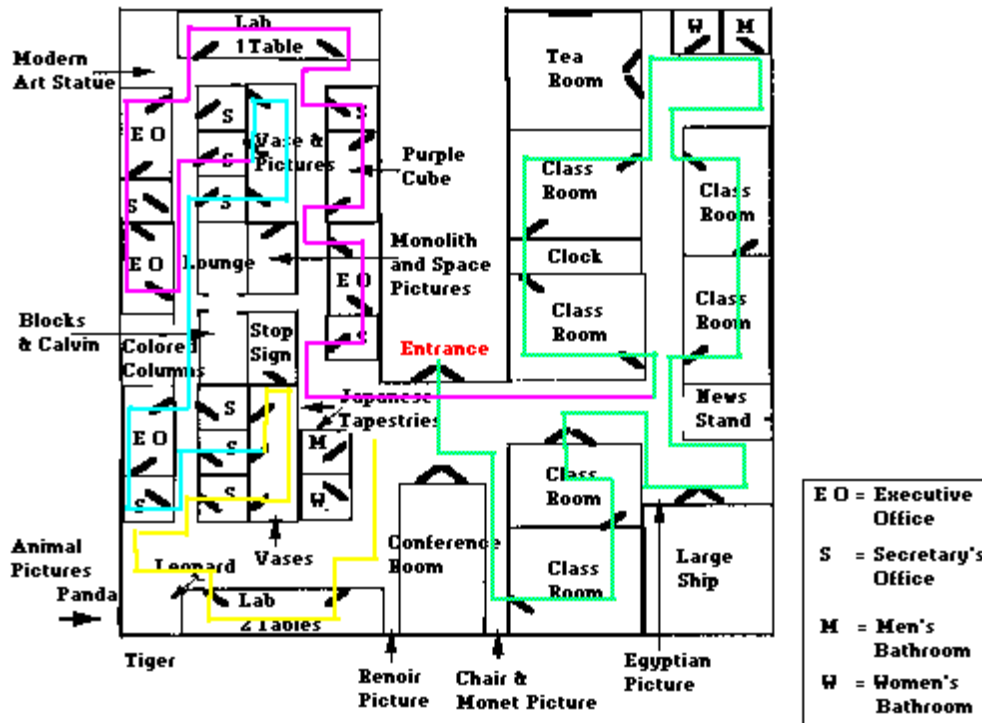 Lab
1 Table
W
M
Modern
Art Statue
Tea
Room
E O
S
S
Vase &
Pictures
S
S
S
S
Purple
Cube
Class
Room
Class
Room
E O
Lounge
Monolith
and Space
Pictures
Clock
E O
S
Class
Room
Class
Room
Blocks
& Calvin
Colored
Columns
Stop
Sign
Entrance
News
Stand
Japanese
Tapestries
E O
S
S
S
S
M
W
Class
Room
Vases
Animal
Pictures
Leopard
Panda
Lab
2 Tables
Conference
Room
Class
Room
Large
Ship
Tiger
Renoir
Picture
Chair &
Monet Picture
Egyptian
Picture
E O = Executive
Office
S = Secretary's
Office
M = Men's
Bathroom
W = Women's
Bathroom